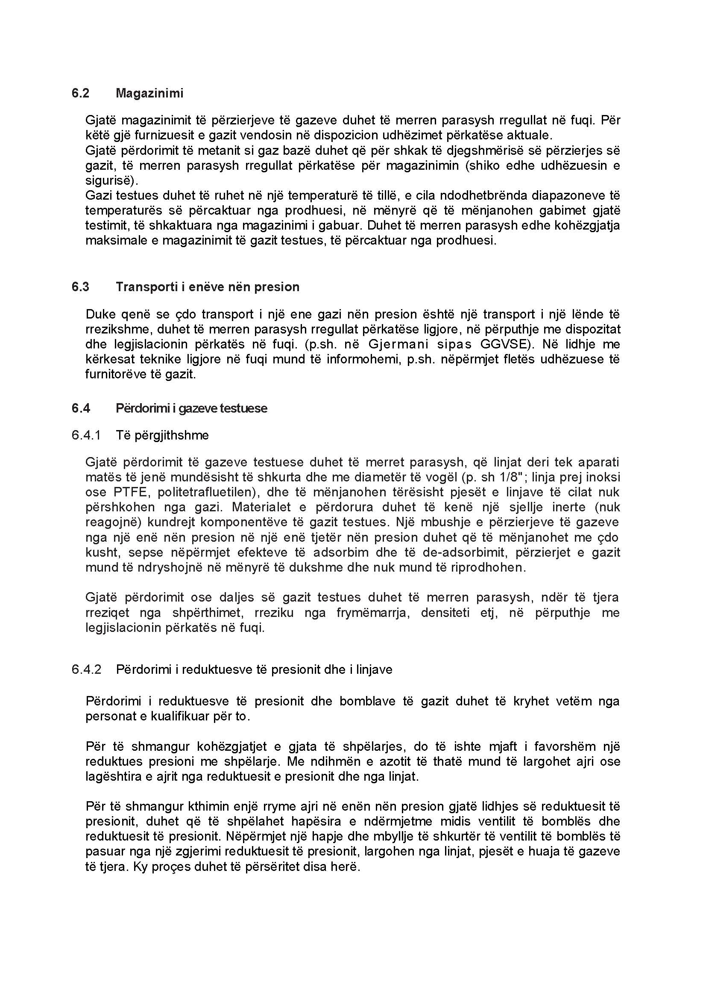 6.2 Magazinimi
Gjatë magazinimit të përzierjeve të gazeve duhet të merren parasysh rregullat në fuqi. Për
këtë gjë furnizuesit e gazit vendosin në dispozicion udhëzimet përkatëse aktuale.
Gjatë përdorimit të metanit si gaz bazë duhet që për shkak të djegshmërisë së përzierjes së
gazit, të merren parasysh rregullat përkatëse për magazinimin (shiko edhe udhëzuesin e
sigurisë).
Gazi testues duhet të ruhet në një temperaturë të tillë, e cila ndodhetbrënda diapazoneve të
temperaturës së përcaktuar nga prodhuesi, në mënyrë që të mënjanohen gabimet gjatë
testimit, të shkaktuara nga magazinimi i gabuar. Duhet të merren parasysh edhe kohëzgjatja
maksimale e magazinimit të gazit testues, të përcaktuar nga prodhuesi.
6.3 Transporti i enëve nën presion
Duke qenë se çdo transport i një ene gazi nën presion është një transport i një lënde të
rrezikshme, duhet të merren parasysh rregullat përkatëse ligjore, në përputhje me dispozitat
dhe legjislacionin përkatës në fuqi. (p.sh. në Gjermani sipas GGVSE). Në lidhje me
kërkesat teknike ligjore në fuqi mund të informohemi, p.sh. nëpërmjet fletës udhëzuese të
furnitorëve të gazit.
6.4 Përdorimi i gazeve testuese
6.4.1 Të përgjithshme
Gjatë përdorimit të gazeve testuese duhet të merret parasysh, që linjat deri tek aparati
matës të jenë mundësisht të shkurta dhe me diametër të vogël (p. sh 1/8"; linja prej inoksi
ose PTFE, politetrafluetilen), dhe të mënjanohen tërësisht pjesët e linjave të cilat nuk
përshkohen nga gazi. Materialet e përdorura duhet të kenë një sjellje inerte (nuk
reagojnë) kundrejt komponentëve të gazit testues. Një mbushje e përzierjeve të gazeve
nga një enë nën presion në një enë tjetër nën presion duhet që të mënjanohet me çdo
kusht, sepse nëpërmjet efekteve të adsorbim dhe të de-adsorbimit, përzierjet e gazit
mund të ndryshojnë në mënyrë të dukshme dhe nuk mund të riprodhohen.
Gjatë përdorimit ose daljes së gazit testues duhet të merren parasysh, ndër të tjera
rreziqet nga shpërthimet, rreziku nga frymëmarrja, densiteti etj, në përputhje me
legjislacionin përkatës në fuqi.
6.4.2 Përdorimi i reduktuesve të presionit dhe i linjave
Përdorimi i reduktuesve të presionit dhe bomblave të gazit duhet të kryhet vetëm nga
personat e kualifikuar për to.
Për të shmangur kohëzgjatjet e gjata të shpëlarjes, do të ishte mjaft i favorshëm një
reduktues presioni me shpëlarje. Me ndihmën e azotit të thatë mund të largohet ajri ose
lagështira e ajrit nga reduktuesit e presionit dhe nga linjat.
Për të shmangur kthimin enjë rryme ajri në enën nën presion gjatë lidhjes së reduktuesit të
presionit, duhet që të shpëlahet hapësira e ndërmjetme midis ventilit të bomblës dhe
reduktuesit të presionit. Nëpërmjet një hapje dhe mbyllje të shkurtër të ventilit të bomblës të
pasuar nga një zgjerimi reduktuesit të presionit, largohen nga linjat, pjesët e huaja të gazeve
të tjera. Ky proçes duhet të përsëritet disa herë.